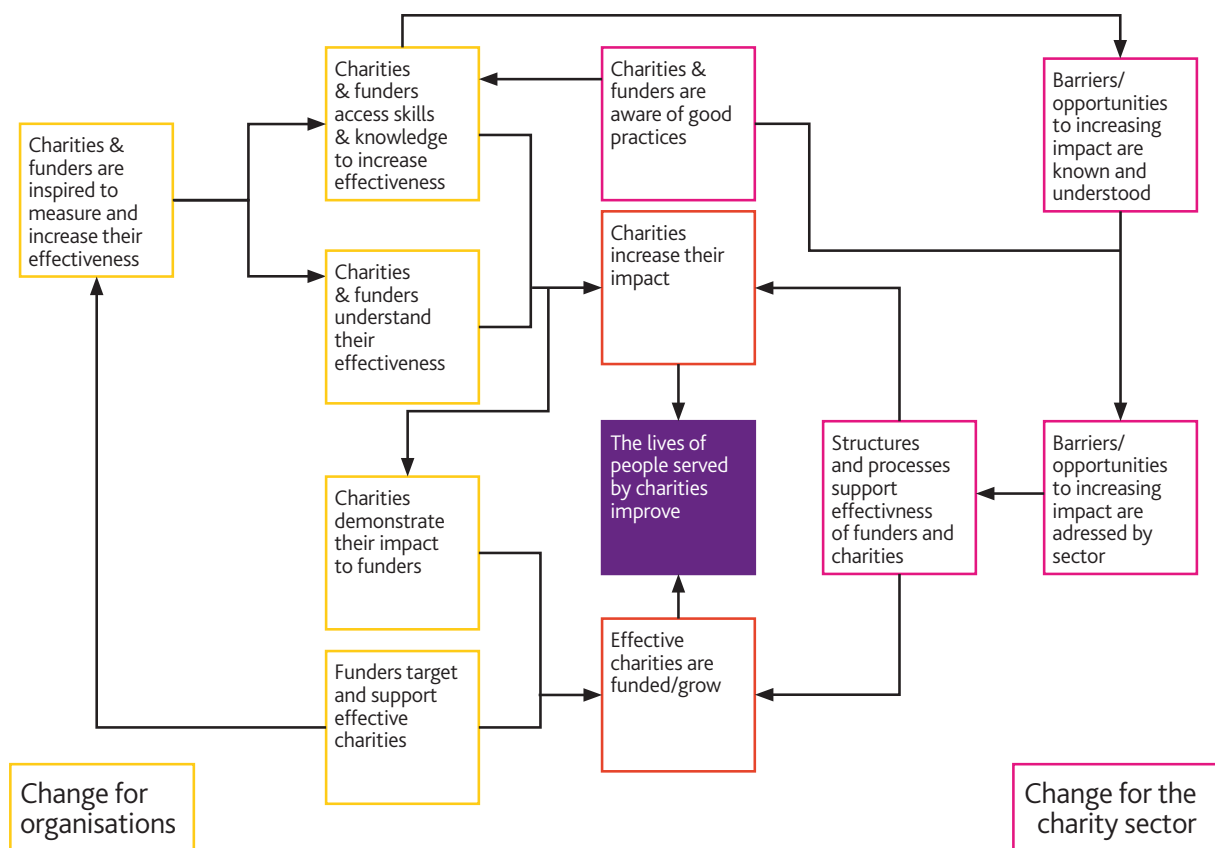 Charities &
funders are
inspired to
measure and
increase their
effectiveness
Charities
& funders
access skills
& knowledge
to increase
effectiveness
Charities &
funders are
aware of good
practices
Barriers/
opportunities
to increasing
impact are
known and
understood
Charities
& funders
understand
their
effectiveness
Charities
increase their
impact
The lives of
people served
by charities
improve
Structures
and processes
support
effectivness
of funders and
charities
Barriers/
opportunities
to increasing
impact are
adressed by
sector
Charities
demonstrate
their impact
to funders
Funders target
and support
effective
charities
Effective
charities are
funded/grow
Change for
organisations
Change for the
charity sector